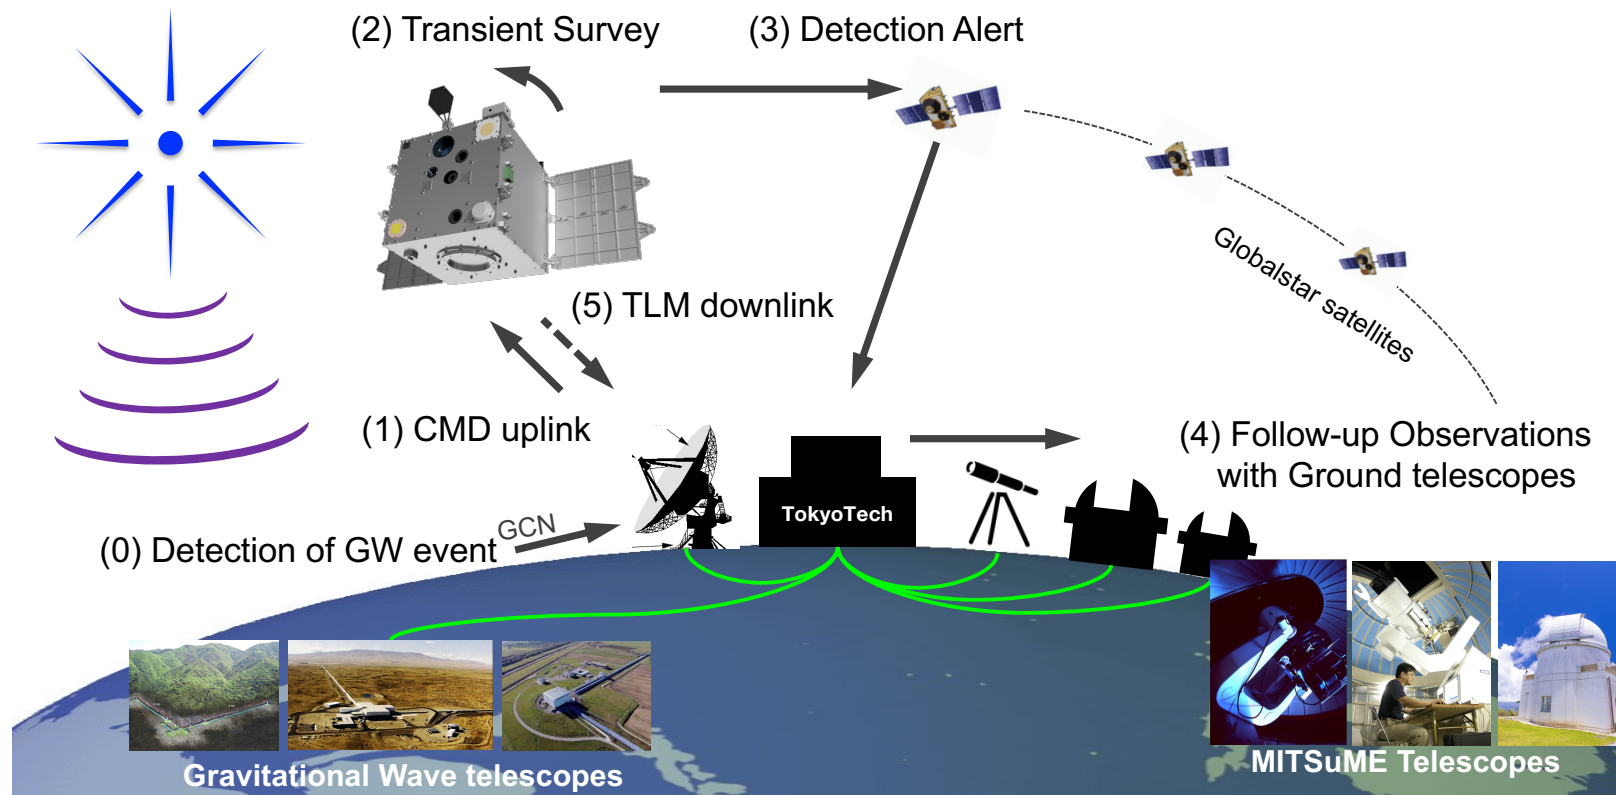 (2) Transient Survey
(3) Detection Alert
Globalstar satellites
(5) TLM downlink
(1) CMD uplink
(4) Follow-up Observations
with Ground telescopes
TokyoTech
GCN
(0) Detection of GW event
Gravitational Wave telescopes
MITSuME Telescopes